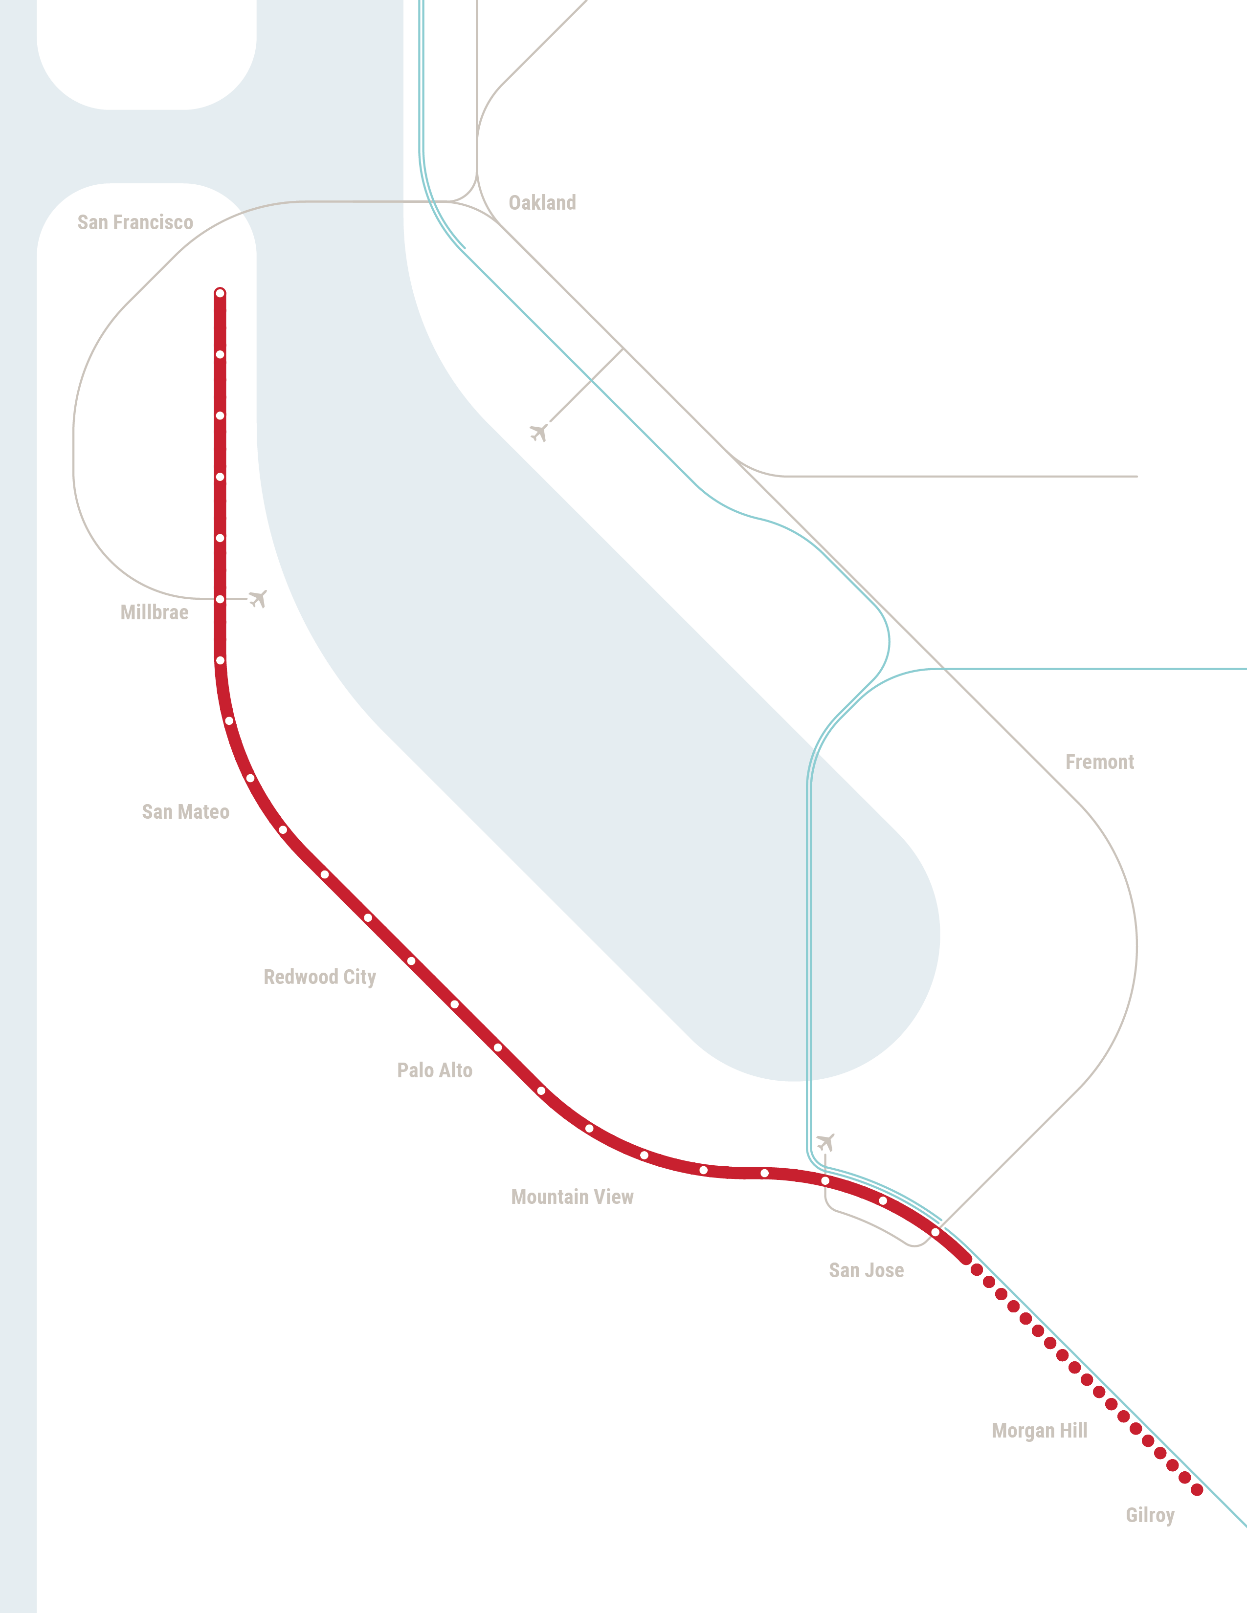 Oakland
San Francisco
Millbrae
Fremont
San Mateo
Redwood City
Palo Alto
Mountain View
San Jose
Morgan Hill
Gilroy